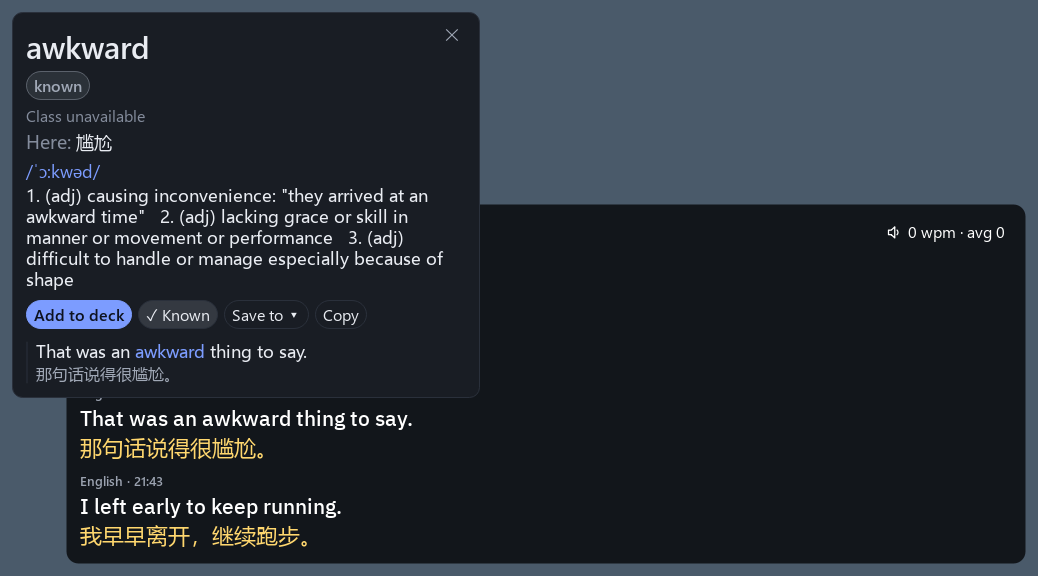 awkward
known
Class unavailable
Here: 尴尬
/ˈɔːkwəd/
1. (adj) causing inconvenience: "they arrived at an
awkward time"   2. (adj) lacking grace or skill in
manner or movement or performance   3. (adj)
difficult to handle or manage especially because of
shape
Add to deck ✓ Known Save to ▾ Copy
That was an awkward thing to say.
那句话说得很尴尬。
0 wpm · avg 0
That was an awkward thing to say.
那句话说得很尴尬。
English · 21:43
I left early to keep running.
我早早离开，继续跑步。